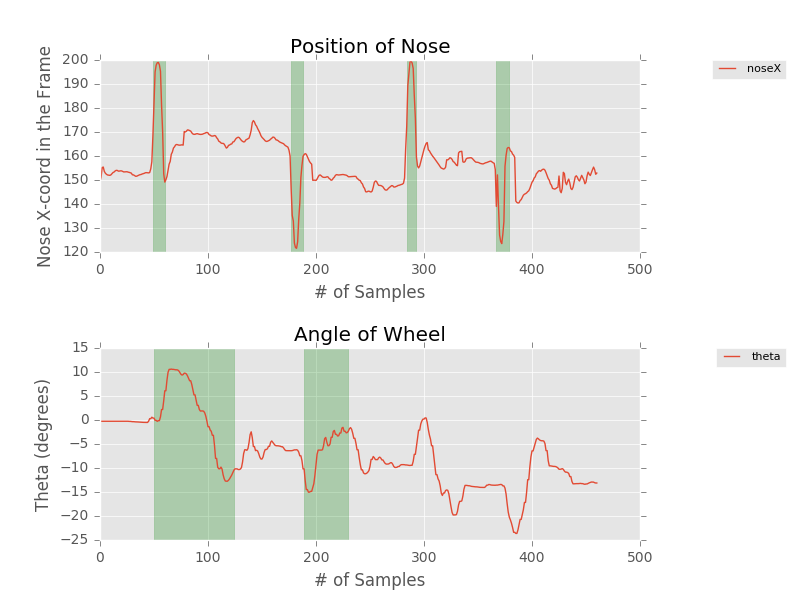 Position of Nose
Nose X-coord in the Frame
200
190
180
170
160
150
140
130
120
0 100 200 300 400 500
# of Samples
noseX
Angle of Wheel
Theta (degrees)
15
10
5
0
−5
−10
−15
−20
−25
0 100 200 300 400 500
# of Samples
theta